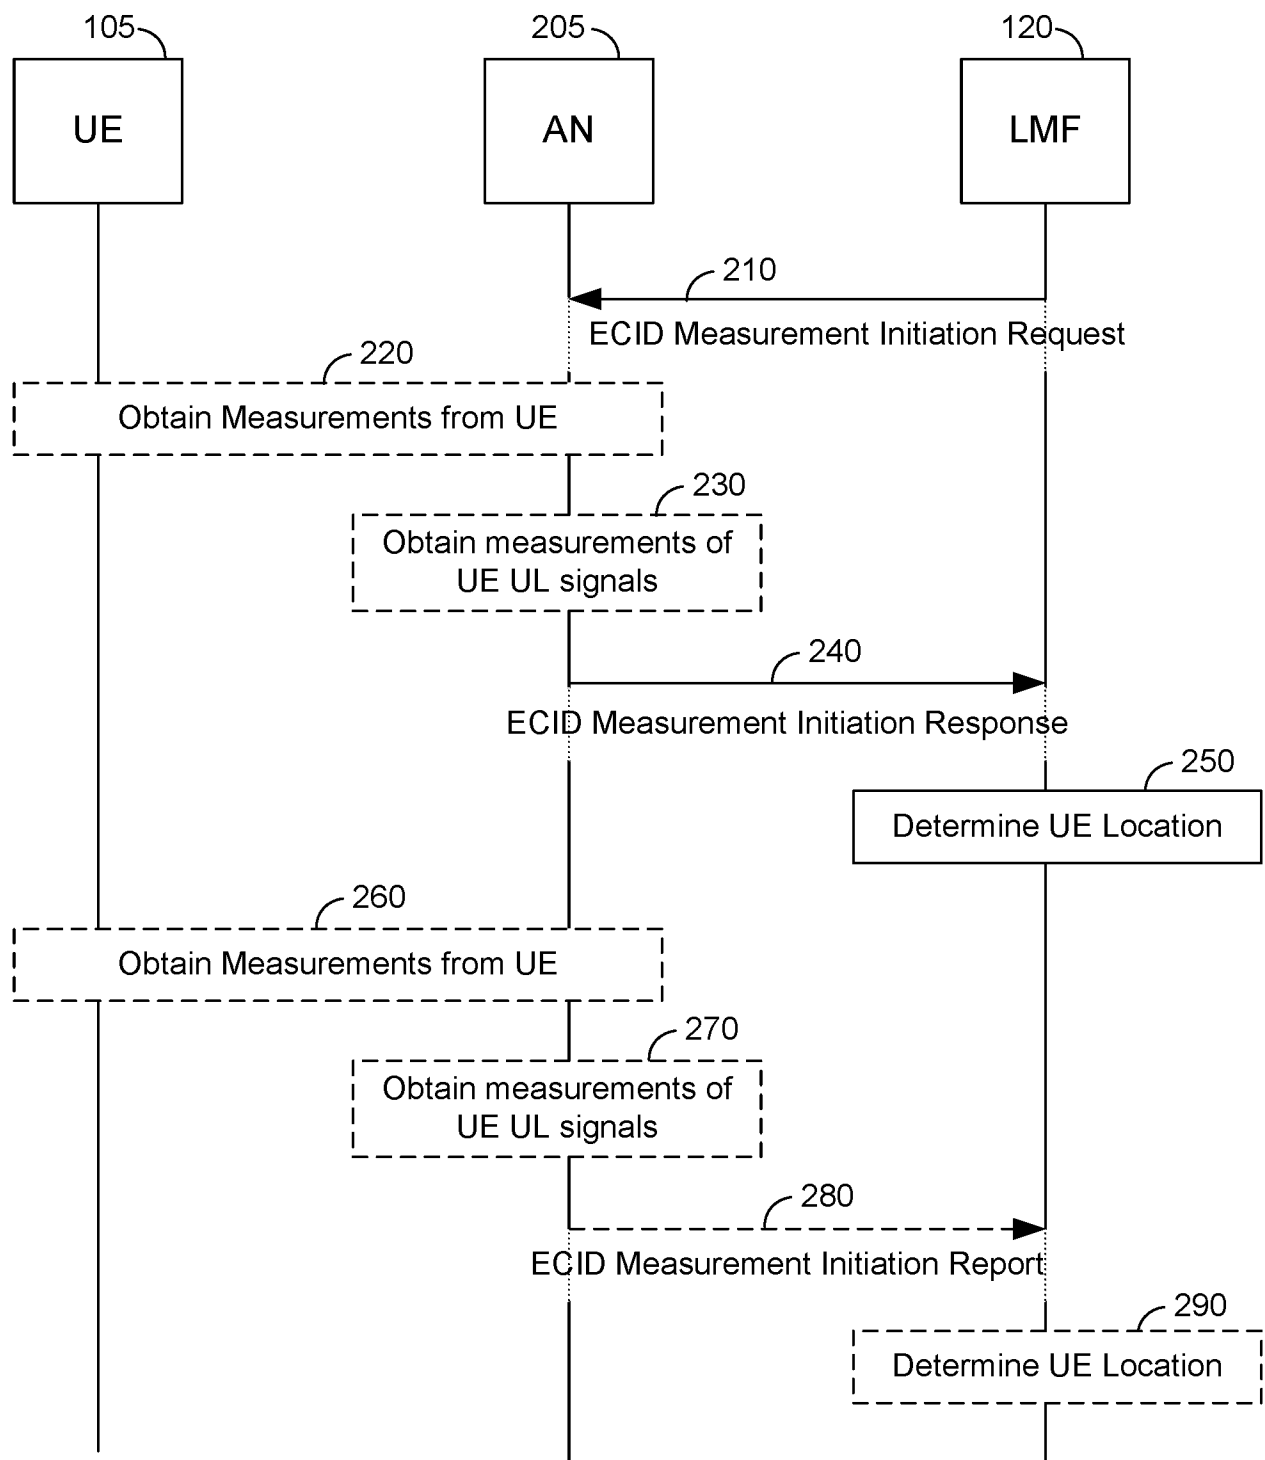 105
205
120
UE
AN
LMF
210
ECID Measurement Initiation Request
220
Obtain Measurements from UE
230
Obtain measurements of
UE UL signals
240
ECID Measurement Initiation Response
250
Determine UE Location
260
Obtain Measurements from UE
270
Obtain measurements of
UE UL signals
280
ECID Measurement Initiation Report
290
Determine UE Location